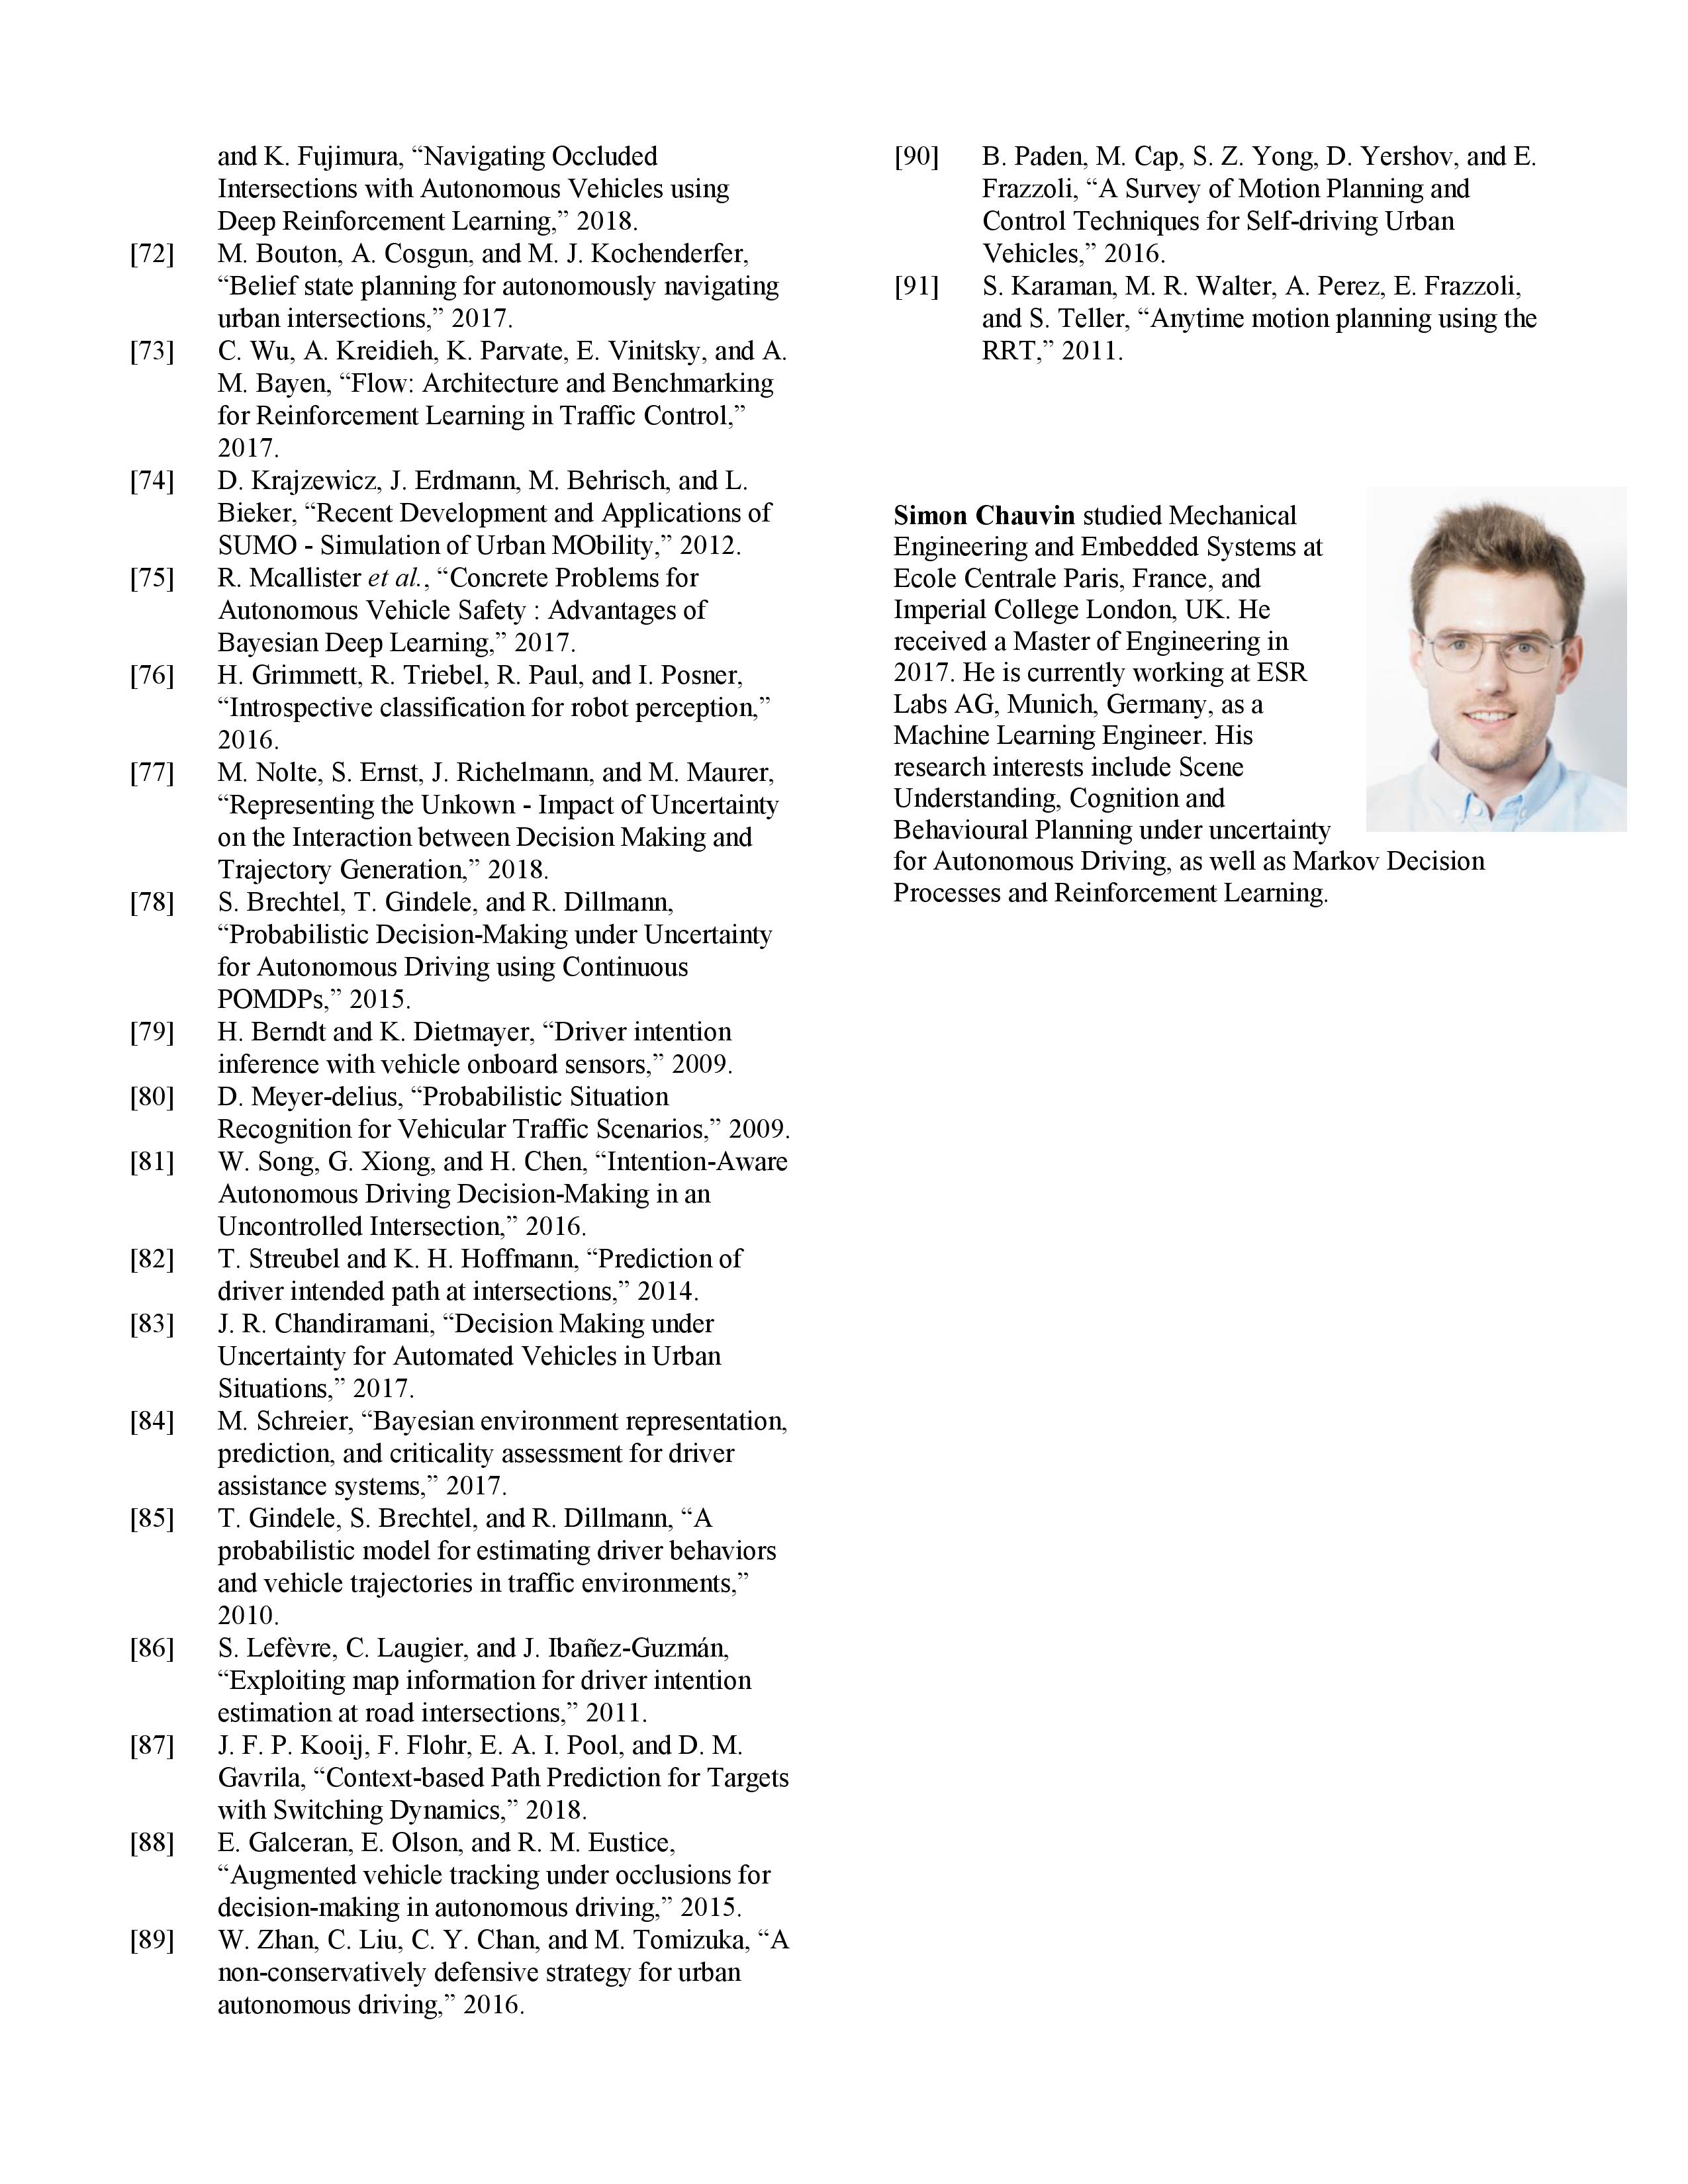 and K. Fujimura, “Navigating Occluded
Intersections with Autonomous Vehicles using
Deep Reinforcement Learning,” 2018.
[72] M. Bouton, A. Cosgun, and M. J. Kochenderfer,
“Belief state planning for autonomously navigating
urban intersections,” 2017.
[73] C. Wu, A. Kreidieh, K. Parvate, E. Vinitsky, and A.
M. Bayen, “Flow: Architecture and Benchmarking
for Reinforcement Learning in Traffic Control,”
2017.
[74] D. Krajzewicz, J. Erdmann, M. Behrisch, and L.
Bieker, “Recent Development and Applications of
SUMO - Simulation of Urban MObility,” 2012.
[75] R. Mcallister et al., “Concrete Problems for
Autonomous Vehicle Safety : Advantages of
Bayesian Deep Learning,” 2017.
[76] H. Grimmett, R. Triebel, R. Paul, and I. Posner,
“Introspective classification for robot perception,”
2016.
[77] M. Nolte, S. Ernst, J. Richelmann, and M. Maurer,
“Representing the Unkown - Impact of Uncertainty
on the Interaction between Decision Making and
Trajectory Generation,” 2018.
[78] S. Brechtel, T. Gindele, and R. Dillmann,
“Probabilistic Decision-Making under Uncertainty
for Autonomous Driving using Continuous
POMDPs,” 2015.
[79] H. Berndt and K. Dietmayer, “Driver intention
inference with vehicle onboard sensors,” 2009.
[80] D. Meyer-delius, “Probabilistic Situation
Recognition for Vehicular Traffic Scenarios,” 2009.
[81] W. Song, G. Xiong, and H. Chen, “Intention-Aware
Autonomous Driving Decision-Making in an
Uncontrolled Intersection,” 2016.
[82] T. Streubel and K. H. Hoffmann, “Prediction of
driver intended path at intersections,” 2014.
[83] J. R. Chandiramani, “Decision Making under
Uncertainty for Automated Vehicles in Urban
Situations,” 2017.
[84] M. Schreier, “Bayesian environment representation,
prediction, and criticality assessment for driver
assistance systems,” 2017.
[85] T. Gindele, S. Brechtel, and R. Dillmann, “A
probabilistic model for estimating driver behaviors
and vehicle trajectories in traffic environments,”
2010.
[86] S. Lefèvre, C. Laugier, and J. Ibañez-Guzmán,
“Exploiting map information for driver intention
estimation at road intersections,” 2011.
[87] J. F. P. Kooij, F. Flohr, E. A. I. Pool, and D. M.
Gavrila, “Context-based Path Prediction for Targets
with Switching Dynamics,” 2018.
[88] E. Galceran, E. Olson, and R. M. Eustice,
“Augmented vehicle tracking under occlusions for
decision-making in autonomous driving,” 2015.
[89] W. Zhan, C. Liu, C. Y. Chan, and M. Tomizuka, “A
non-conservatively defensive strategy for urban
autonomous driving,” 2016.
[90] B. Paden, M. Cap, S. Z. Yong, D. Yershov, and E.
Frazzoli, “A Survey of Motion Planning and
Control Techniques for Self-driving Urban
Vehicles,” 2016.
[91] S. Karaman, M. R. Walter, A. Perez, E. Frazzoli,
and S. Teller, “Anytime motion planning using the
RRT,” 2011.
Simon Chauvin studied Mechanical
Engineering and Embedded Systems at
Ecole Centrale Paris, France, and
Imperial College London, UK. He
received a Master of Engineering in
2017. He is currently working at ESR
Labs AG, Munich, Germany, as a
Machine Learning Engineer. His
research interests include Scene
Understanding, Cognition and
Behavioural Planning under uncertainty
for Autonomous Driving, as well as Markov Decision
Processes and Reinforcement Learning.